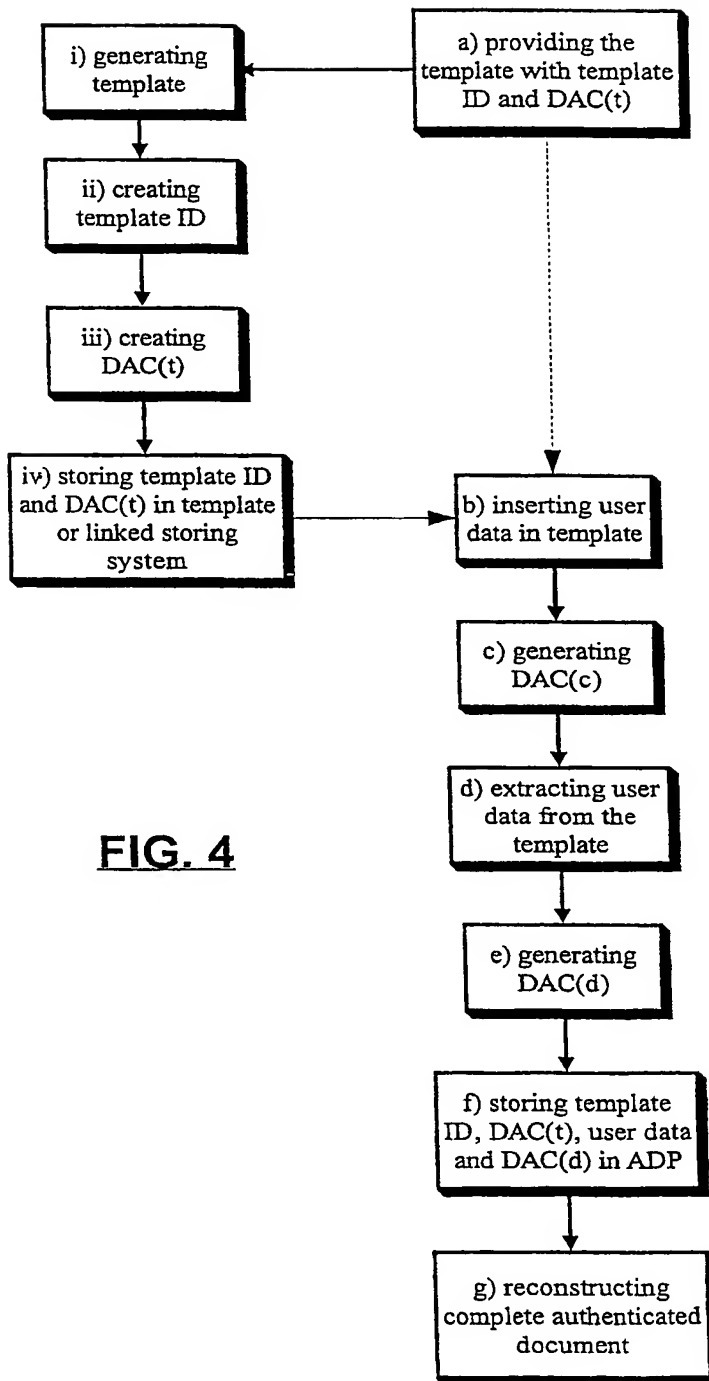 i) generating
template
a) providing the
template with template
ID and DAC(t)
ii) creating
template ID
iii) creating
DAC(t)
iv) storing template ID
and DAC(t) in template
or linked storing
system
b) inserting user
data in template
c) generating
DAC(c)
d) extracting user
data from the
template
e) generating
DAC(d)
f) storing template
ID, DAC(t), user data
and DAC(d) in ADP
g) reconstructing
complete authenticated
document
FIG. 4